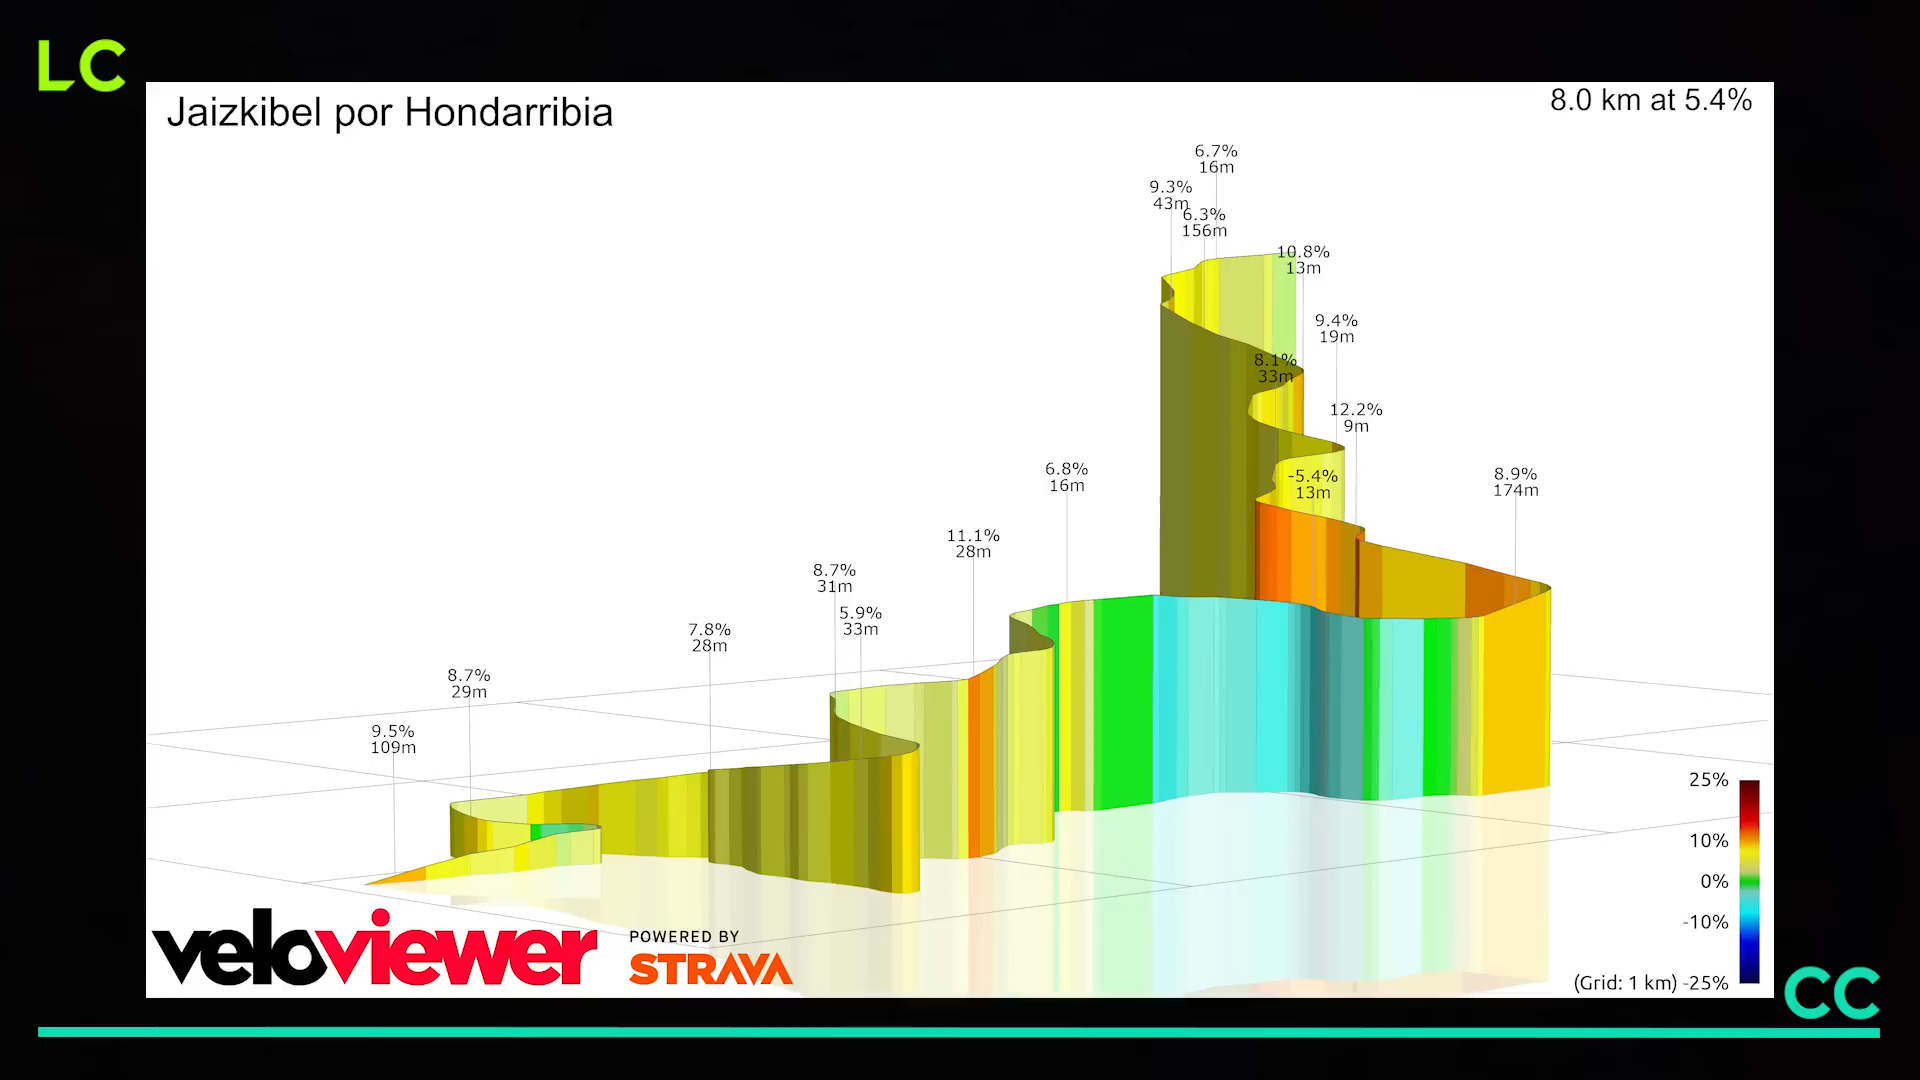 LC
Jaizkibel por Hondarribia
8.0 km at 5.4%
6.7%
16m
9.3%
43m
6.3%
156m
10.8%
13m
9.4%
19m
8.1%
33m
12.2%
9m
6.8%
16m
-5.4%
13m
8.9%
174m
11.1%
28m
8.7%
31m
5.9%
33m
7.8%
28m
8.7%
29m
9.5%
109m
25%
10%
0%
-10%
(Grid: 1 km) -25%
veloviewer
POWERED BY
STRAVA
CC